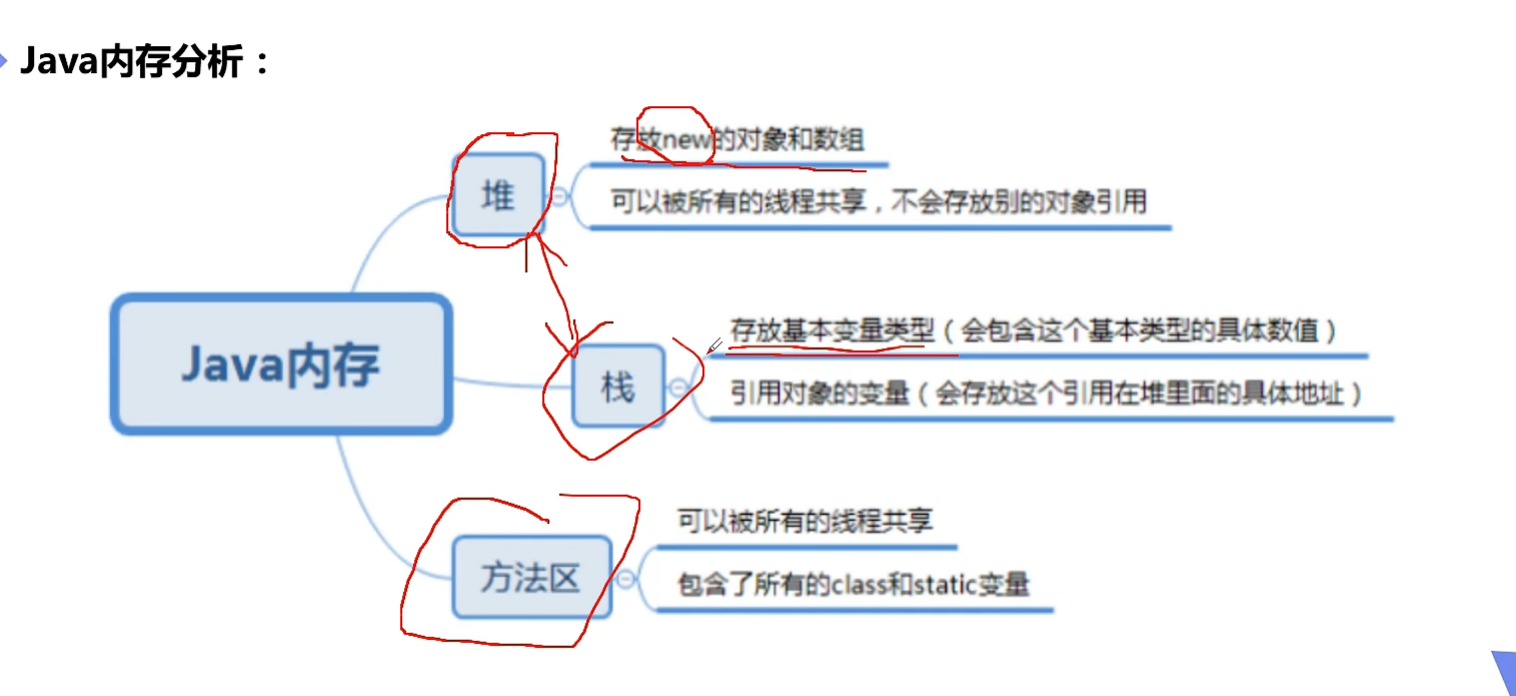 Java内存分析：
存放new的对象和数组
堆
可以被所有的线程共享，不会存放别的对象引用
Java内存
存放基本变量类型（会包含这个基本类型的具体数值）
栈
引用对象的变量（会存放这个引用在堆里面的具体地址）
可以被所有的线程共享
方法区
包含了所有的class和static变量